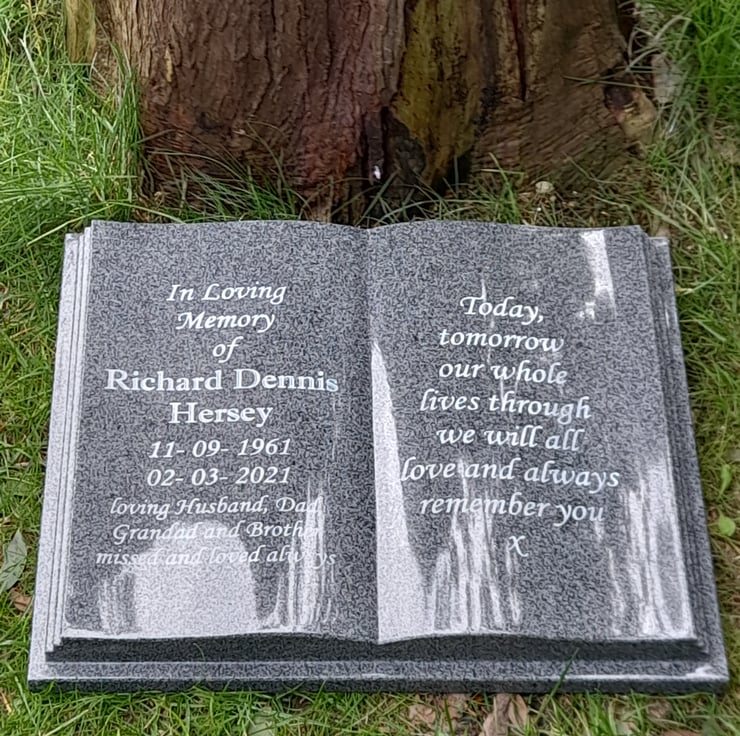 In Loving
Memory
of
Richard Dennis
Hersey
11- 09- 1961
02- 03- 2021
loving Husband, Dad,
Grandad and Brother
missed and loved always
Today,
tomorrow
our whole
lives through
we will all
love and always
remember you
x